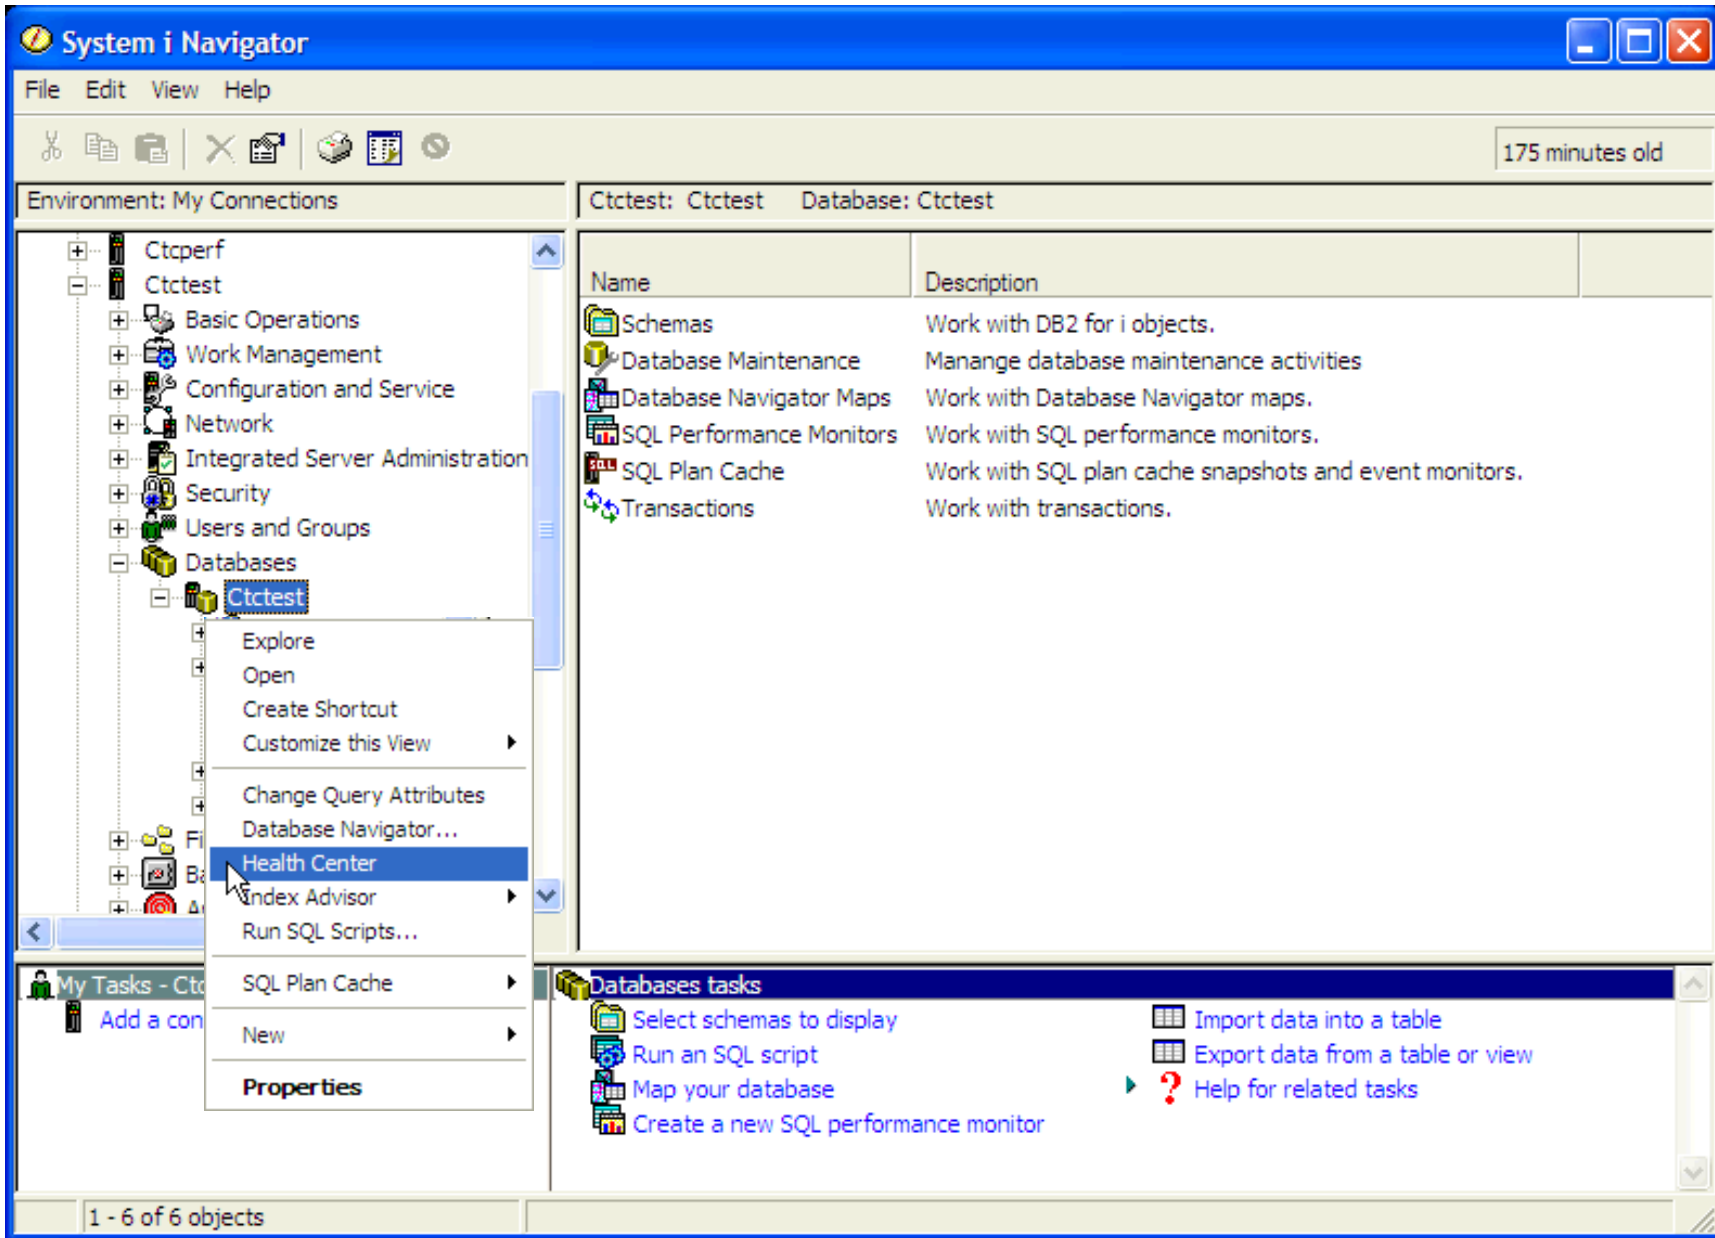 System i Navigator
File Edit View Help
175 minutes old
Environment: My Connections
Ctctest: Ctctest Database: Ctctest
Ctcperf
Ctctest
Basic Operations
Work Management
Configuration and Service
Network
Integrated Server Administration
Security
Users and Groups
Databases
Ctctest
Explore
Open
Create Shortcut
Customize this View
Change Query Attributes
Database Navigator...
Health Center
Index Advisor
Run SQL Scripts...
SQL Plan Cache
New
Properties
Name Description
Schemas Work with DB2 for i objects.
Database Maintenance Manange database maintenance activities
Database Navigator Maps Work with Database Navigator maps.
SQL Performance Monitors Work with SQL performance monitors.
SQL Plan Cache Work with SQL plan cache snapshots and event monitors.
Transactions Work with transactions.
My Tasks - Ctc
Add a con
Databases tasks
Select schemas to display
Run an SQL script
Map your database
Create a new SQL performance monitor
Import data into a table
Export data from a table or view
Help for related tasks
1 - 6 of 6 objects